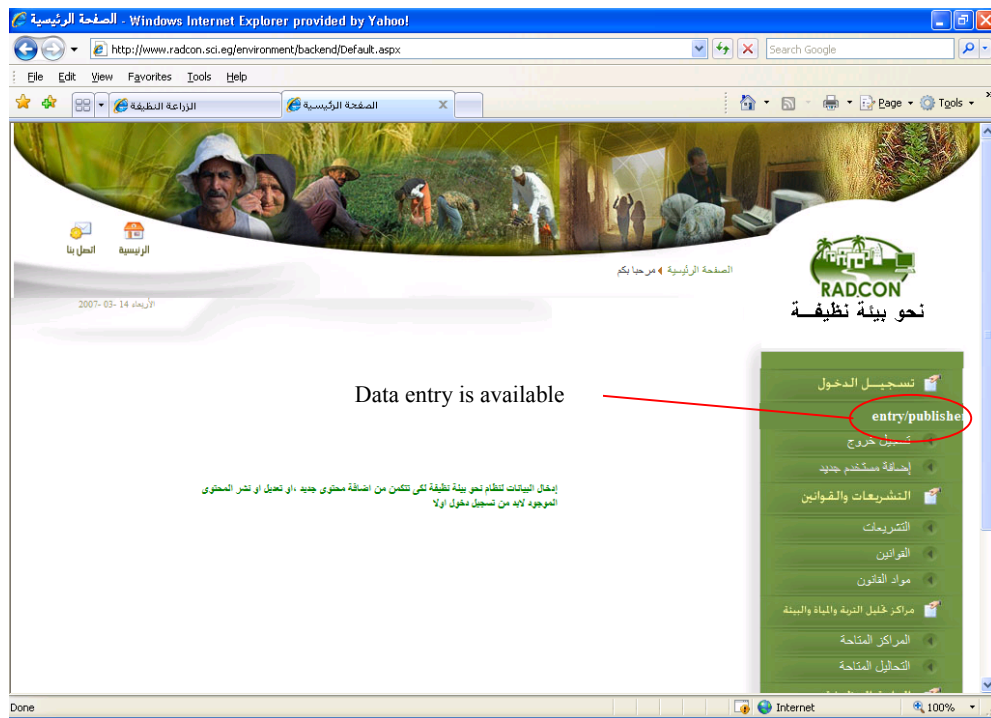 الصفحة الرئيسية - Windows Internet Explorer provided by Yahoo!
http://www.radcon.sci.eg/environment/backend/Default.aspx
Search Google
File Edit View Favorites Tools Help
الزراعة النظيفة
الصفحة الرئيسية
Page
Tools
الرئيسية
اتصل بنا
الصفحة الرئيسية
مرحبا بكم
RADCON
نحو بيئة نظيفــة
الأربعاء 14 -03 -2007
تسجيــل الدخول
Data entry is available
entry/publishe
تسجيل خروج
إضافة مستخدم جديد
إدخال البيانات لنظام نحو بيئة نظيفة لكى تتمكن من اضافة محتوى جديد ،او تعديل او نشر المحتوى
الموجود لابد من تسجيل دخول اولا
التشريعات والقوانين
التشريعات
القوانين
مواد القانون
مراكز تحليل التربة والمياة والبيئة
المراكز المتاحة
التحاليل المتاحة
Done
Internet
100%